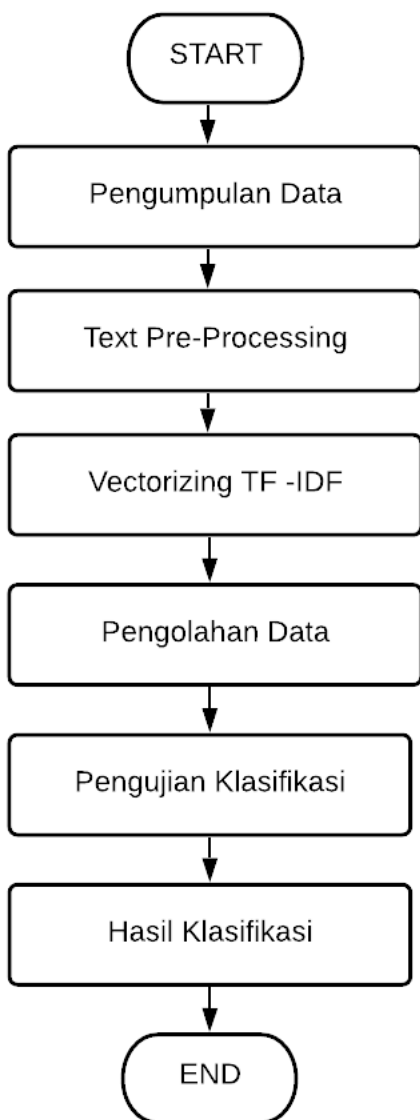 START
Pengumpulan Data
Text Pre-Processing
Vectorizing TF -IDF
Pengolahan Data
Pengujian Klasifikasi
Hasil Klasifikasi
END